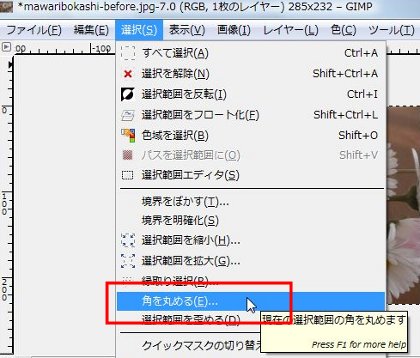 *mawaribokashi-before.jpg-7.0 (RGB, 1枚のレイヤー) 285x232 – GIMP
ファイル(F) 編集(E) 選択(S) 表示(V) 画像(I) レイヤー(L) 色(C) ツール(T)
-100
0
すべて選択(A) Ctrl+A
選択を解除(N) Shift+Ctrl+A
選択範囲を反転(I) Ctrl+I
選択範囲をフロート化(F) Shift+Ctrl+L
色域を選択(B) Shift+O
パスを選択範囲に(O) Shift+V
選択範囲エディタ(S)
境界をぼかす(T)...
境界を明確化(S)
選択範囲を縮小(H)...
選択範囲を拡大(G)...
縁取り選択(R)...
角を丸める(E)...
選択範囲を歪める(D)
現在の選択範囲の角を丸めます
Press F1 for more help
クイックマスクの切り替え
0
100
200